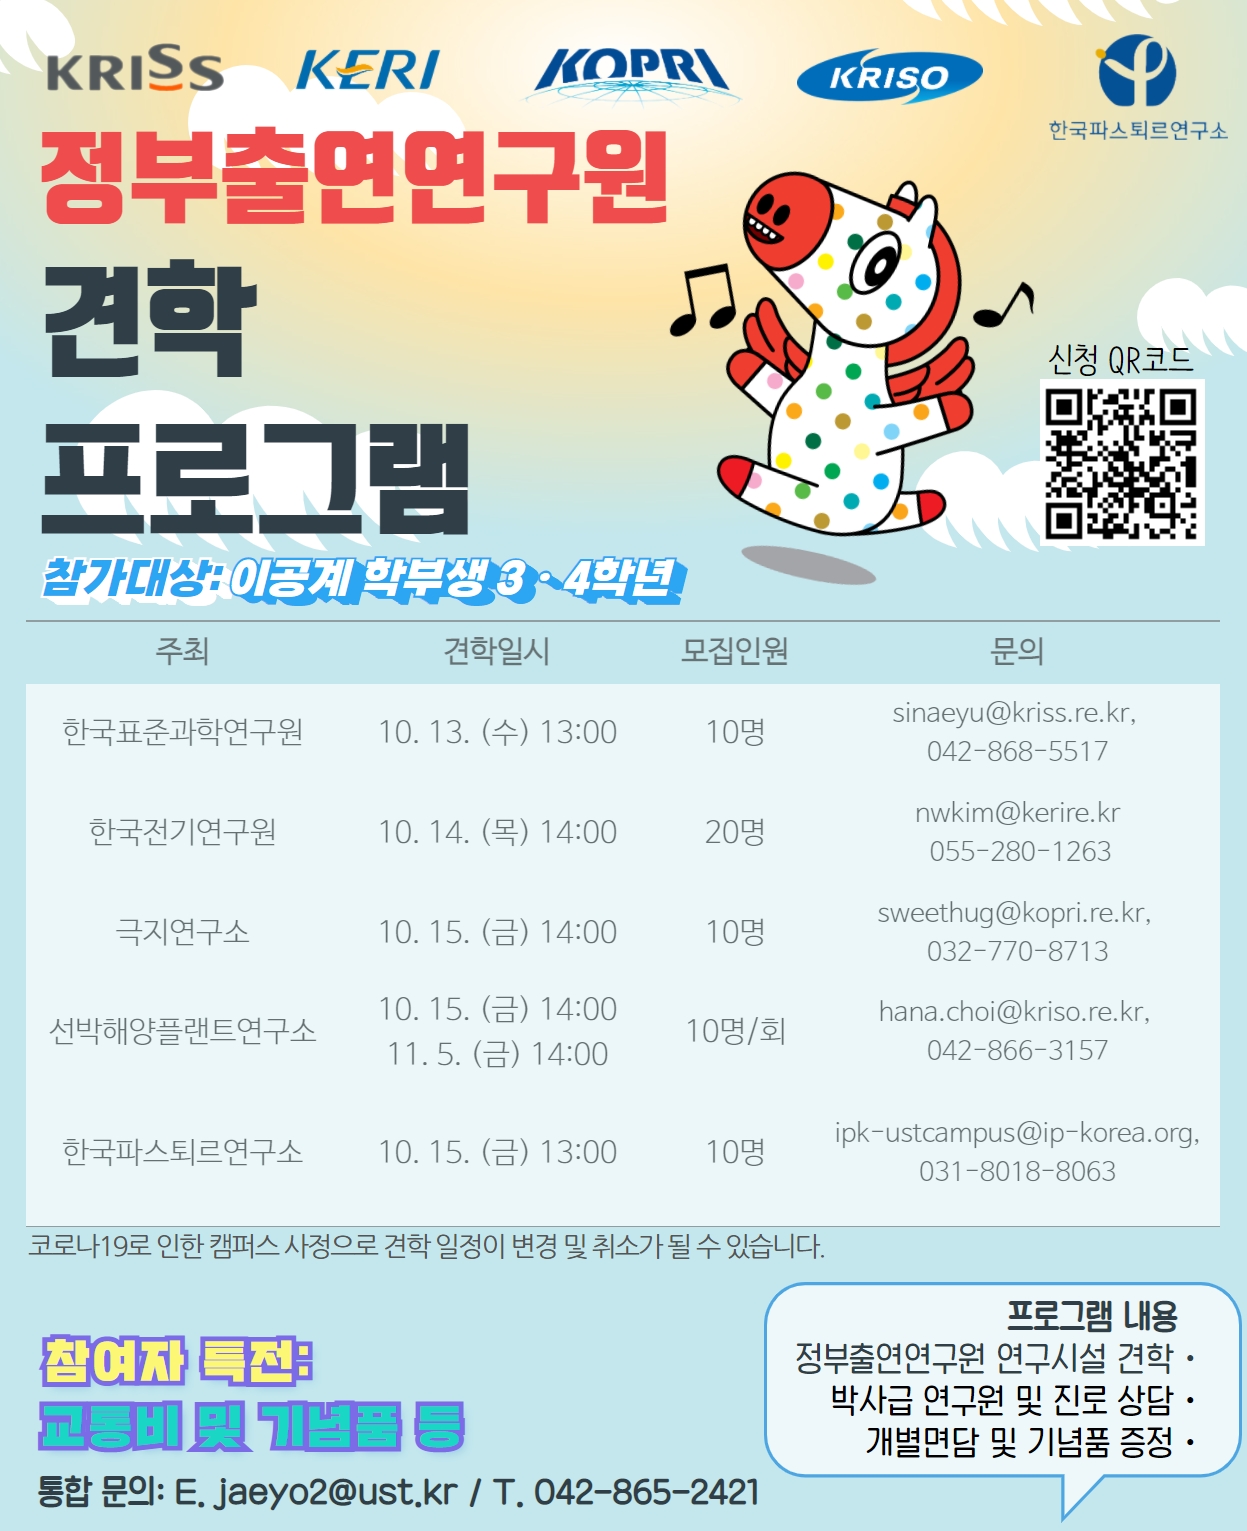 KRISS KERI KOPRI KRISO
한국파스퇴르연구소
정부출연연구원
견학
프로그램
신청 QR코드
참가대상: 이공계 학부생 3 · 4학년
주최 견학일시 모집인원 문의
한국표준과학연구원 10. 13. (수) 13:00 10명 sinaeyu@kriss.re.kr,
042-868-5517
한국전기연구원 10. 14. (목) 14:00 20명 nwkim@kerire.kr
055-280-1263
극지연구소 10. 15. (금) 14:00 10명 sweethug@kopri.re.kr,
032-770-8713
선박해양플랜트연구소 10. 15. (금) 14:00
11. 5. (금) 14:00 10명/회 hana.choi@kriso.re.kr,
042-866-3157
한국파스퇴르연구소 10. 15. (금) 13:00 10명 ipk-ustcampus@ip-korea.org,
031-8018-8063
코로나19로 인한 캠퍼스 사정으로 견학 일정이 변경 및 취소가 될 수 있습니다.
프로그램 내용
정부출연연구원 연구시설 견학 ·
박사급 연구원 및 진로 상담 ·
개별면담 및 기념품 증정 ·
참여자 특전:
교통비 및 기념품 등
통합 문의: E. jaeyo2@ust.kr / T. 042-865-2421